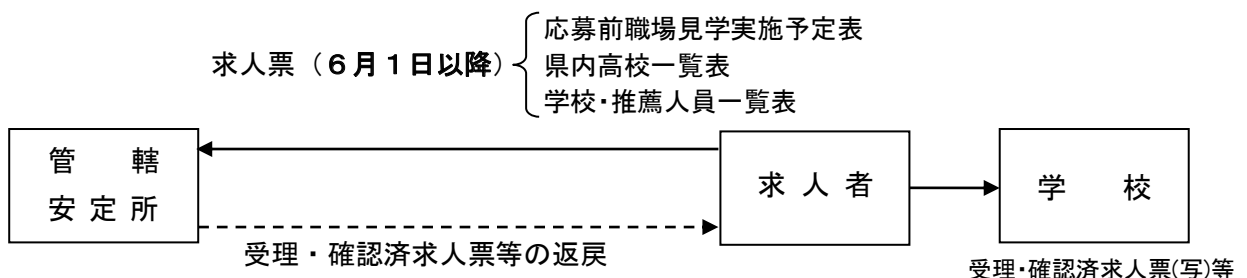 応募前職場見学実施予定表
求人票（６月１日以降）
県内高校一覧表
学校・推薦人員一覧表
管　　轄
安 定 所
求 人 者
学　　校
受理・確認済求人票等の返戻
受理・確認済求人票(写)等